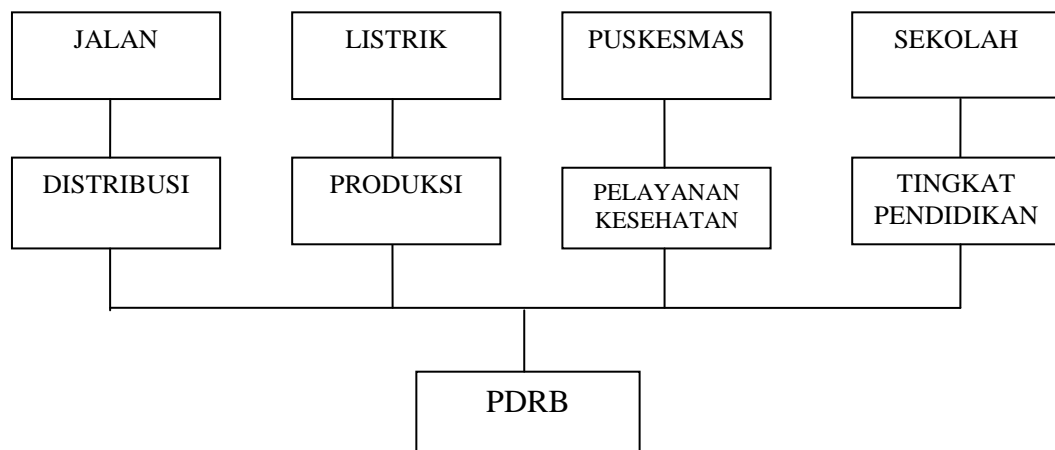 JALAN
LISTRIK
PUSKESMAS
SEKOLAH
DISTRIBUSI
PRODUKSI
PELAYANAN
KESEHATAN
TINGKAT
PENDIDIKAN
PDRB